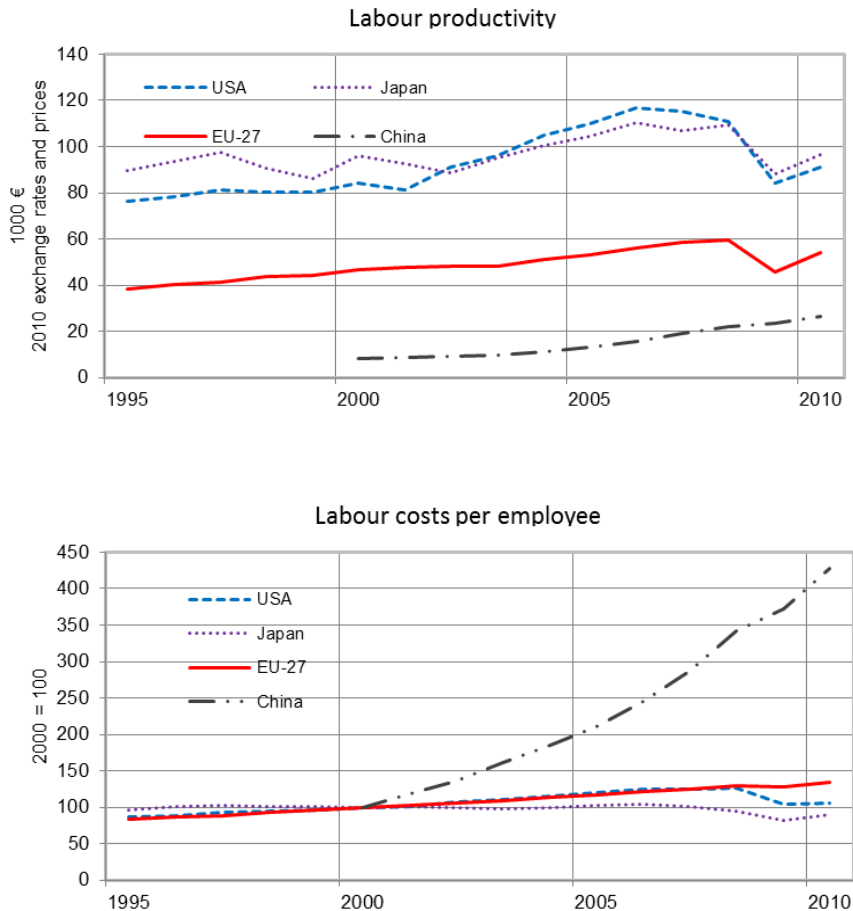 Labour productivity
140
120
100
80
60
40
20
0
1000 €
2010 exchange rates and prices
USA
Japan
EU-27
China
1995
2000
2005
2010
Labour costs per employee
450
400
350
300
250
200
150
100
50
0
2000 = 100
USA
Japan
EU-27
China
1995
2000
2005
2010